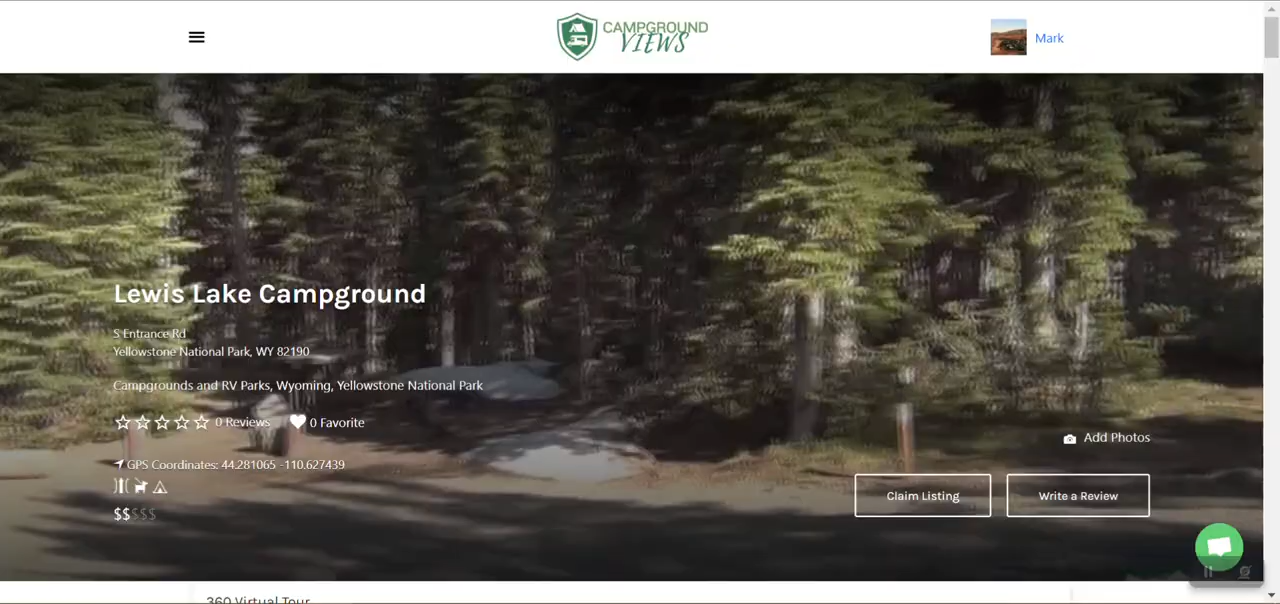 CAMPGROUND
VIEWS
Mark
Lewis Lake Campground
S Entrance Rd
Yellowstone National Park, WY 82190
Campgrounds and RV Parks, Wyoming, Yellowstone National Park
0 Reviews 0 Favorite
Add Photos
GPS Coordinates: 44.281065 -110.627439
Claim Listing Write a Review
$$$$$
360 Virtual Tour